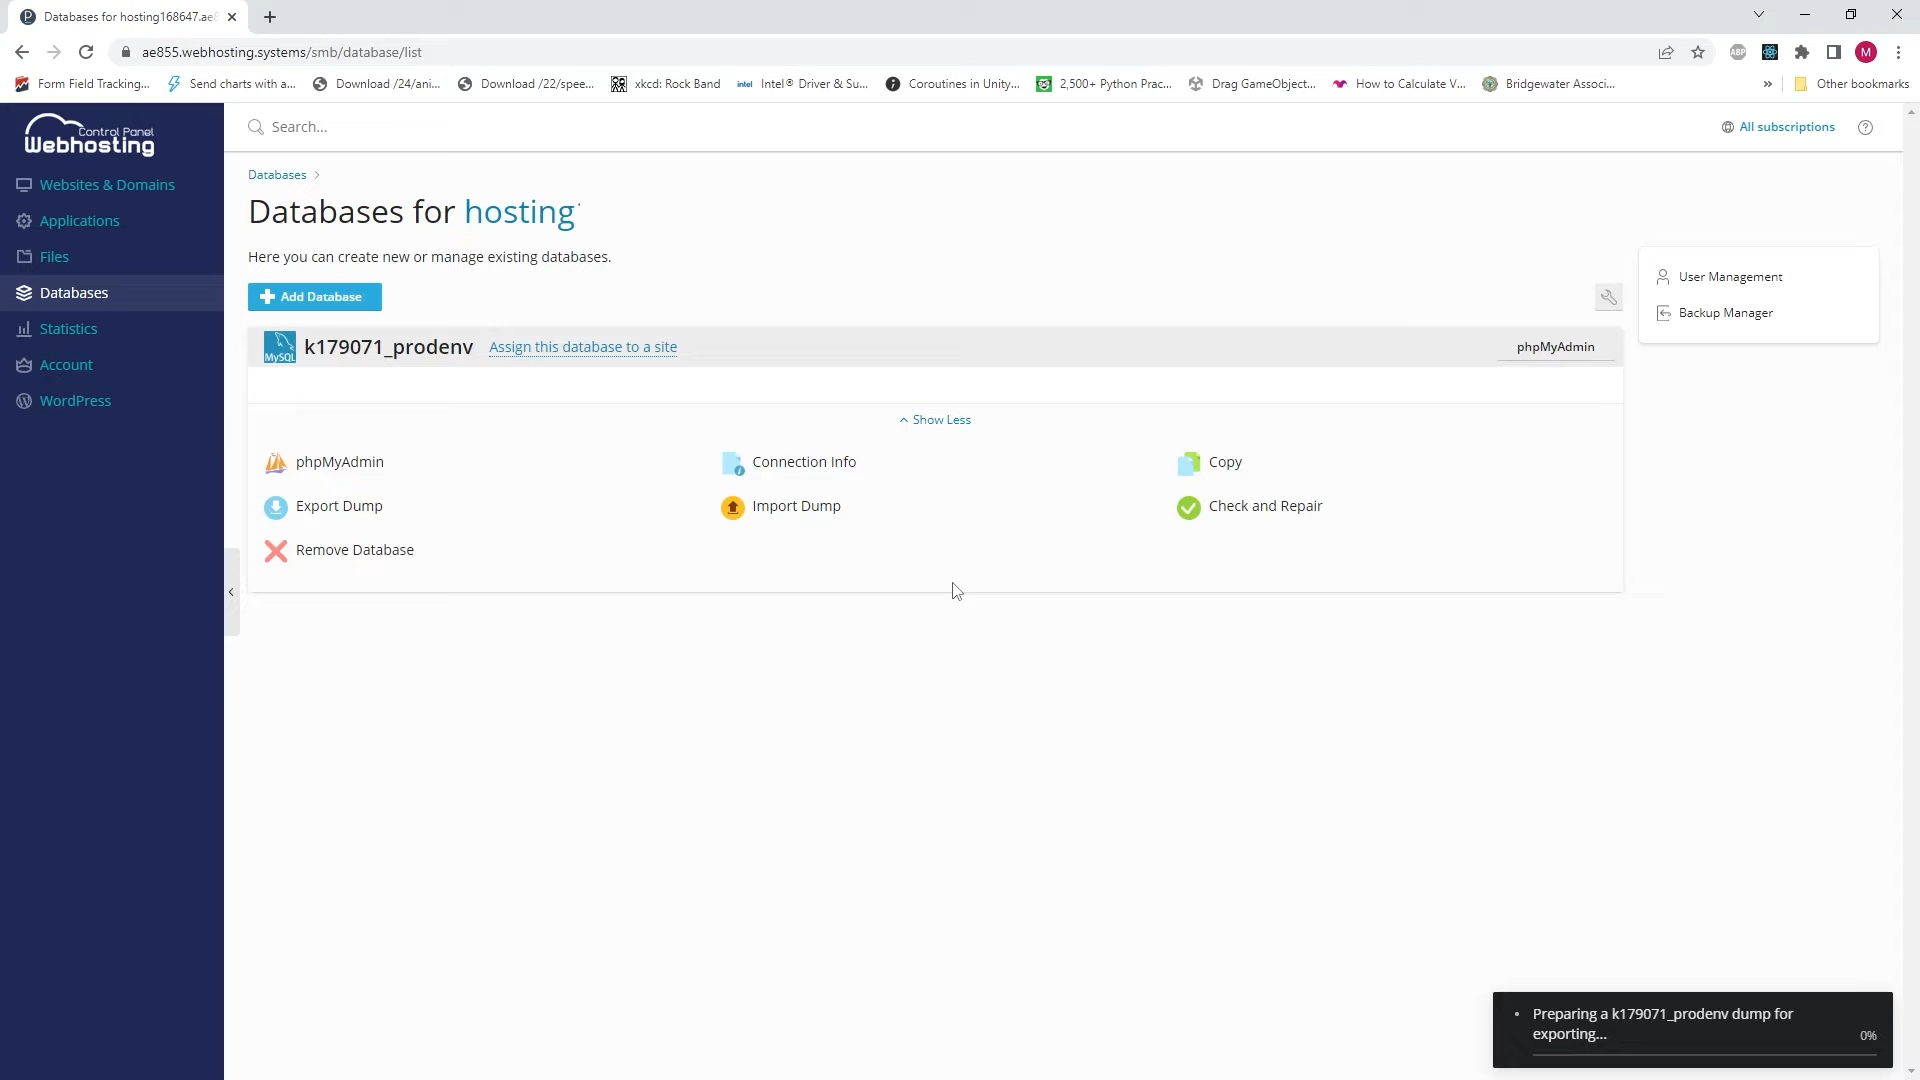 Databases for hosting168647.ae8
ae855.webhosting.systems/smb/database/list
Form Field Tracking...
Send charts with a...
Download /24/ani...
Download /22/spee...
xkcd: Rock Band
intel
Intel® Driver & Su...
Coroutines in Unity...
2,500+ Python Prac...
Drag GameObject...
How to Calculate V...
Bridgewater Associ...
»
Other bookmarks
ABP
M
Control Panel
Webhosting
Search...
All subscriptions
Websites & Domains
Applications
Files
Databases
Statistics
Account
WordPress
Databases >
Databases for hosting
Here you can create new or manage existing databases.
Add Database
User Management
Backup Manager
MySQL
k179071_prodenv
Assign this database to a site
phpMyAdmin
Show Less
phpMyAdmin
Connection Info
Copy
Export Dump
Import Dump
Check and Repair
Remove Database
• Preparing a k179071_prodenv dump for
exporting...
0%